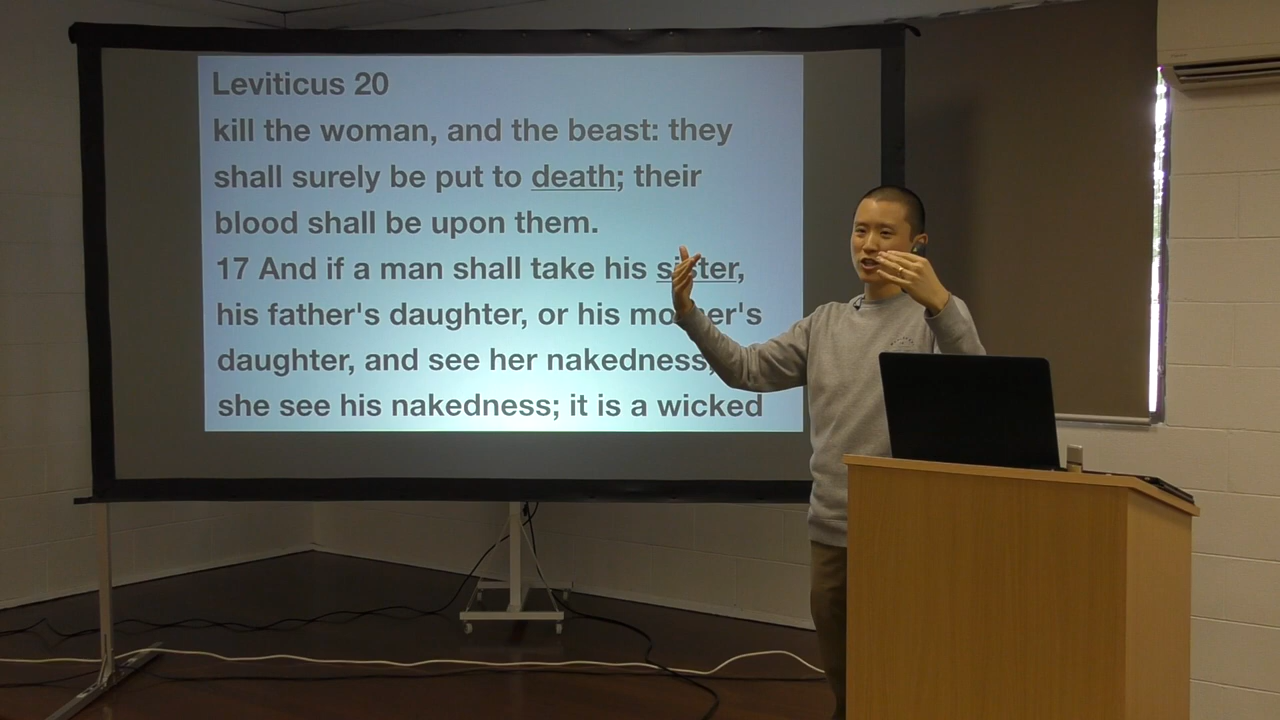 Leviticus 20
kill the woman, and the beast: they
shall surely be put to death; their
blood shall be upon them.
17 And if a man shall take his sister,
his father's daughter, or his mother's
daughter, and see her nakedness,
she see his nakedness; it is a wicked